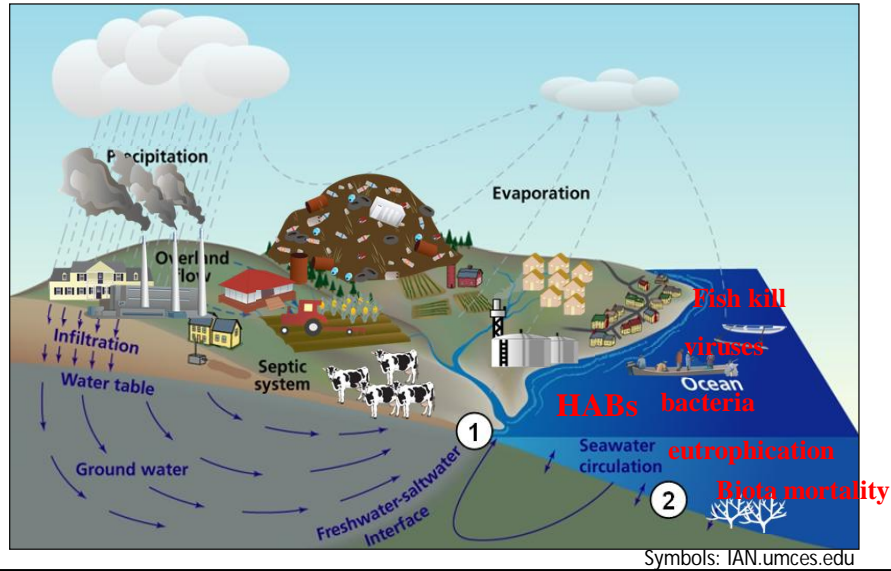 Precipitation
Evaporation
Overland
flow
Fish kill
Infiltration
viruses
Septic
system
Water table
Ocean
HABs bacteria
1
Seawater
circulation
eutrophication
Ground water
2
Biota mortality
Freshwater-saltwater
Interface
Symbols: IAN.umces.edu